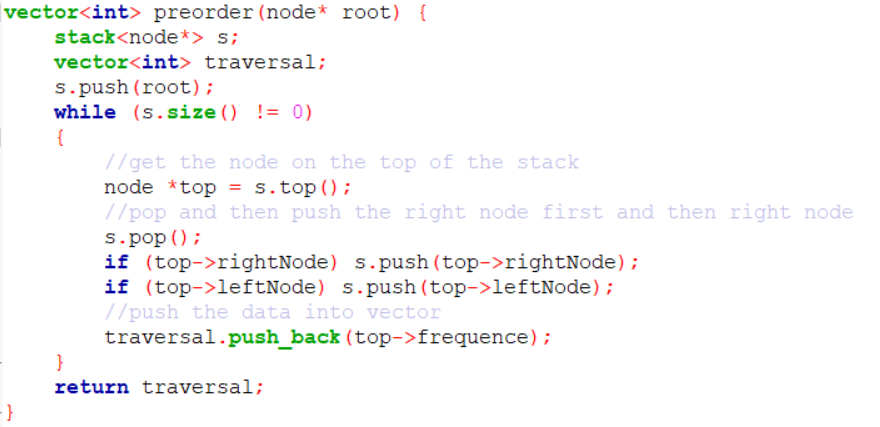 vector<int> preorder(node* root) {
    stack<node*> s;
    vector<int> traversal;
    s.push(root);
    while (s.size() != 0)
    {
        //get the node on the top of the stack
        node *top = s.top();
        //pop and then push the right node first and then right node
        s.pop();
        if (top->rightNode) s.push(top->rightNode);
        if (top->leftNode) s.push(top->leftNode);
        //push the data into vector
        traversal.push_back(top->frequence);
    }
    return traversal;
}